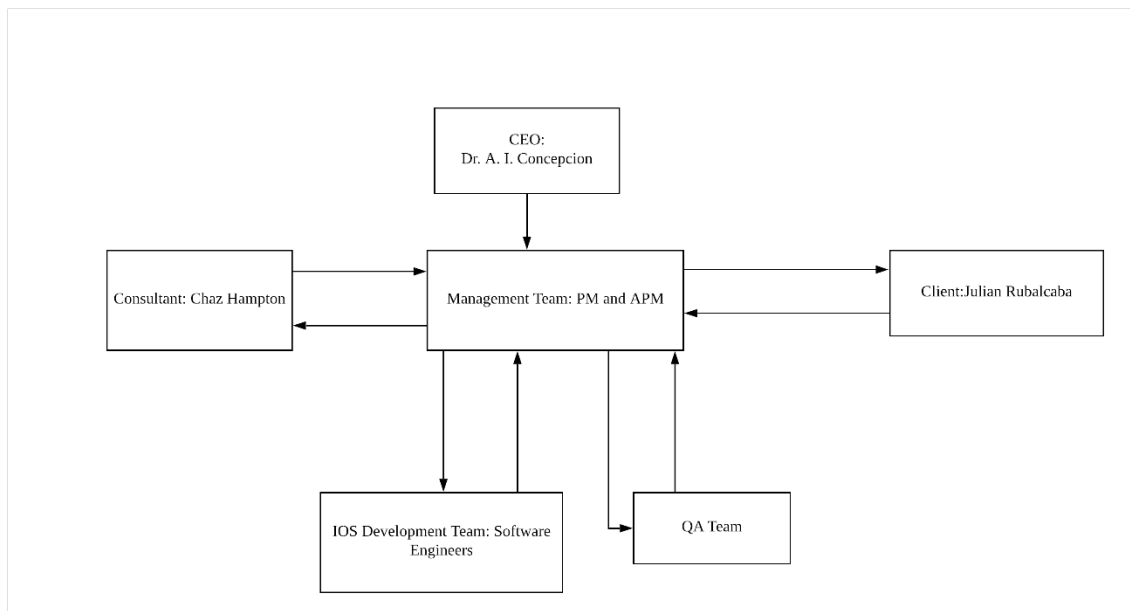 CEO:
Dr. A. I. Concepcion
Consultant: Chaz Hampton
Management Team: PM and APM
Client:Julian Rubalcaba
IOS Development Team: Software
Engineers
QA Team